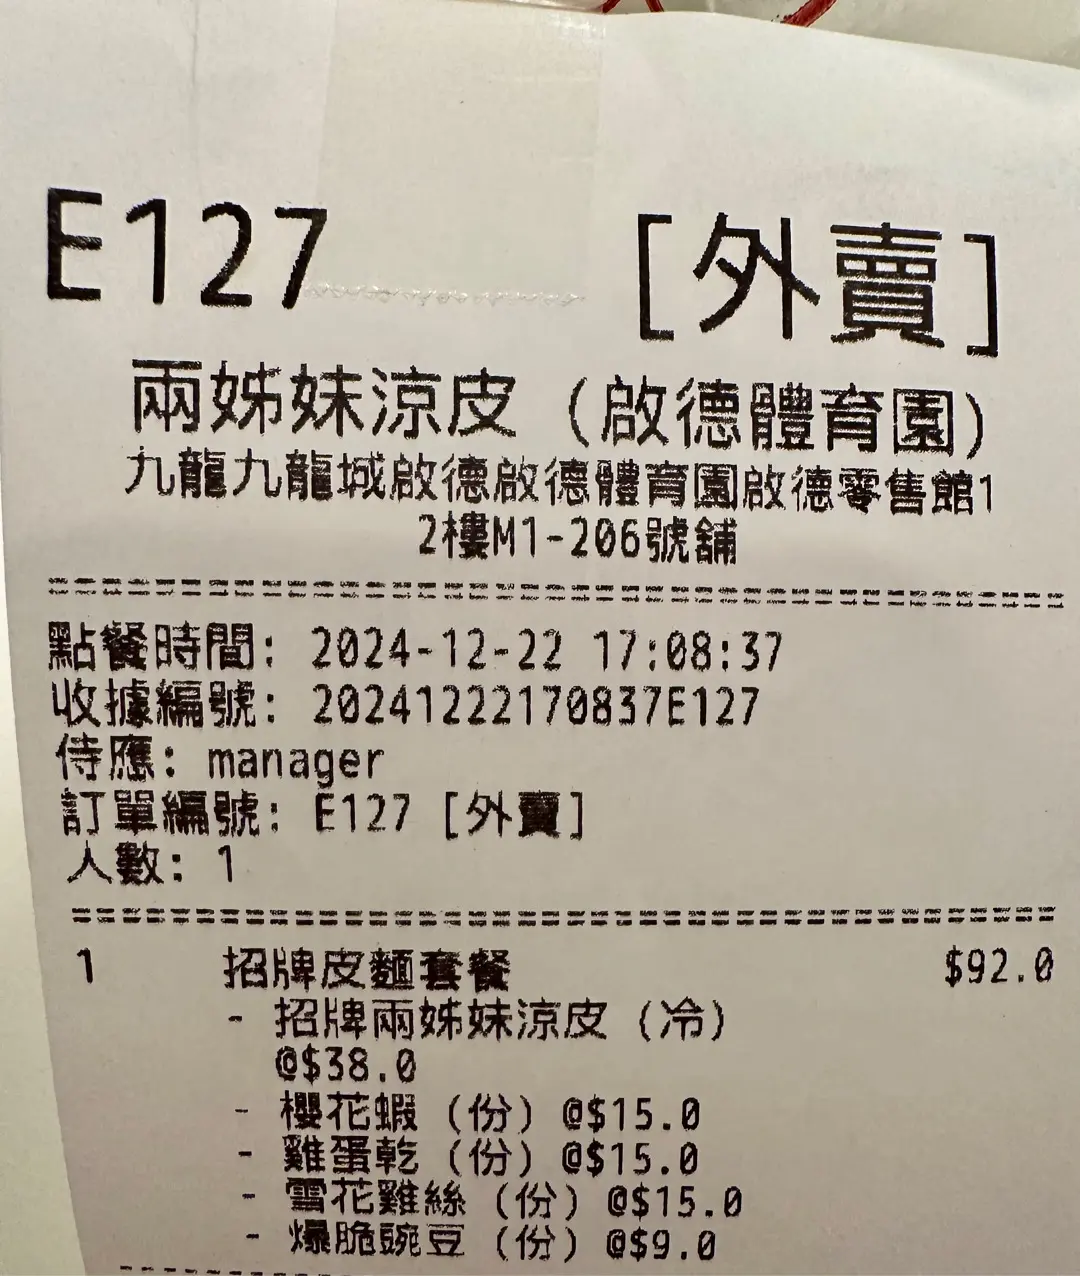 E127 [外賣]
兩姊妹涼皮 (啟德體育園)
九龍九龍城啟德啟德體育園啟德零售館1
2樓M1-206號舖
點餐時間: 2024-12-22 17:08:37
收據編號: 20241222170837E127
侍應: manager
訂單編號: E127 [外賣]
人數: 1
1 招牌皮麵套餐 $92.0
- 招牌兩姊妹涼皮 (冷)
@$38.0
- 櫻花蝦 (份) @$15.0
- 雞蛋乾 (份) @$15.0
- 雪花雞絲 (份) @$15.0
- 爆脆豌豆 (份) @$9.0